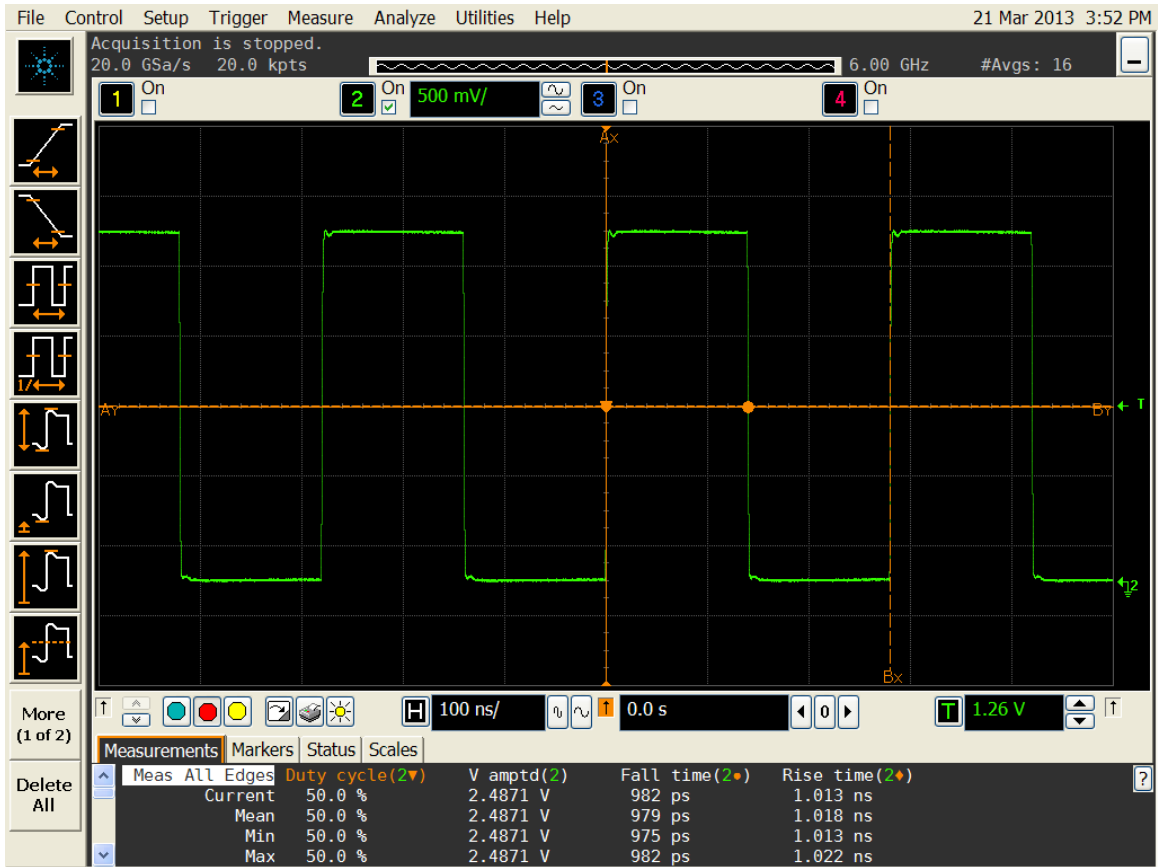 File Control Setup Trigger Measure Analyze Utilities Help 21 Mar 2013 3:52 PM
Acquisition is stopped.
20.0 GSa/s 20.0 kpts 6.00 GHz #Avgs: 16
1 On 2 On 500 mV/ 3 On 4 On
Ax
1/
AY BY T
2
Bx
More
(1 of 2)
H 100 ns/ 0.0 s 0 T 1.26 V
Measurements Markers Status Scales
Delete
All
Meas All Edges Duty cycle(2▼) V amptd(2) Fall time(2●) Rise time(2♦) ?
Current 50.0 % 2.4871 V 982 ps 1.013 ns
Mean 50.0 % 2.4871 V 979 ps 1.018 ns
Min 50.0 % 2.4871 V 975 ps 1.013 ns
Max 50.0 % 2.4871 V 982 ps 1.022 ns